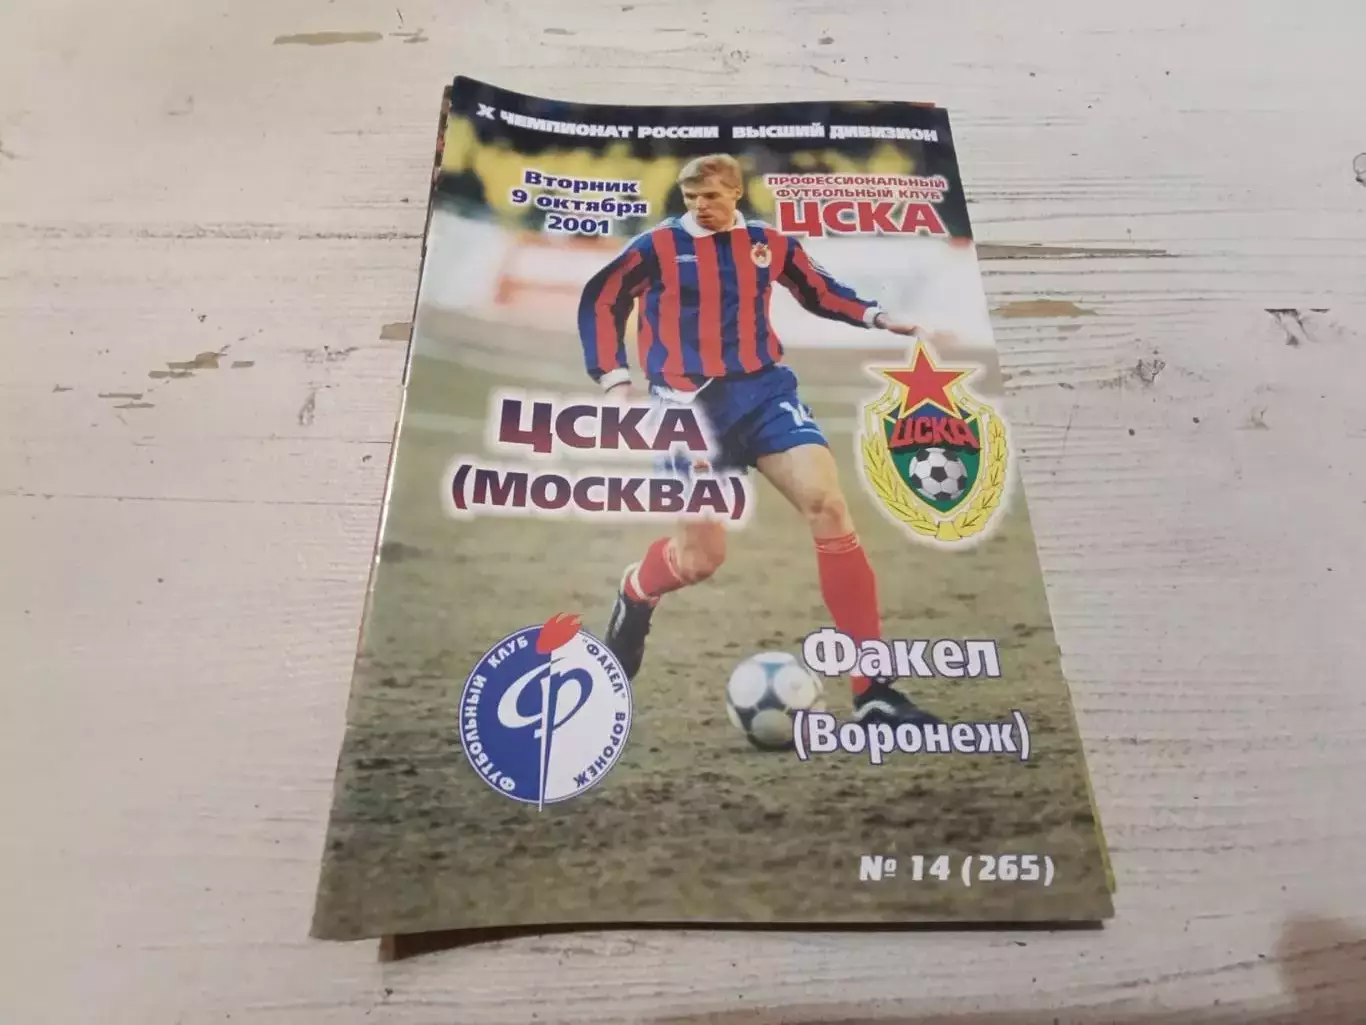 X ЧЕМПИОНАТ РОССИИ ВЫСШИЙ ДИВИЗИОН
Вторник
9 октября
2001
ПРОФЕССИОНАЛЬНЫЙ
ФУТБОЛЬНЫЙ КЛУБ
ЦСКА
ЦСКА
(МОСКВА)
ЦСКА
ФУТБОЛЬНЫЙ КЛУБ "ФАКЕЛ" ВОРОНЕЖ
Факел
(Воронеж)
№ 14 (265)